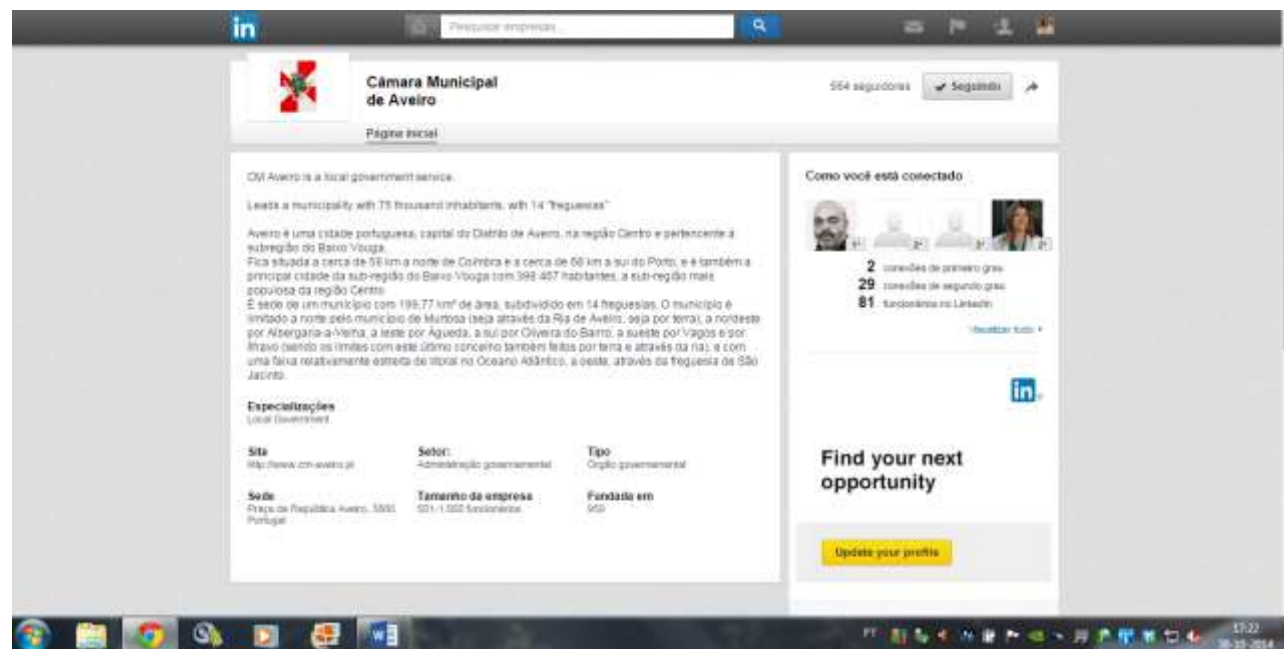 in
Pesquisar empresas...
Câmara Municipal
de Aveiro
564 seguidores
Seguindo
Página inicial
CM Aveiro is a local government service.
Leads a municipality with 75 thousand inhabitants, with 14 "freguesias"
Aveiro é uma cidade portuguesa, capital do Distrito de Aveiro, na região Centro e pertencente à
subregião do Baixo Vouga.
Fica situada a cerca de 58 km a norte de Coimbra e a cerca de 68 km a sul do Porto, e é também a
principal cidade da sub-região do Baixo Vouga com 398 467 habitantes, a sub-região mais
populosa da região Centro
É sede de um município com 199,77 km² de área, subdividido em 14 freguesias. O município é
limitado a norte pelo município de Murtosa (seja através da Ria de Aveiro, seja por terra), a nordeste
por Albergaria-a-Velha, a leste por Águeda, a sul por Oliveira do Bairro, a sueste por Vagos e por
Ílhavo (sendo os limites com este último concelho também feitos por terra e através da ria), e com
uma faixa relativamente estreita de litoral no Oceano Atlântico, a oeste, através da freguesia de São
Jacinto.
Especializações
Local Government
Site
http://www.cm-aveiro.pt
Setor:
Administração governamental
Tipo
Órgão governamental
Sede
Praça da República Aveiro, 3800
Portugal
Tamanho da empresa
501-1.000 funcionários
Fundada em
959
Como você está conectado
1º
2º
2º
2 conexões de primeiro grau
29 conexões de segundo grau
81 funcionários no LinkedIn
Visualizar tudo
in
Find your next
opportunity
Update your profile
PT
17:22